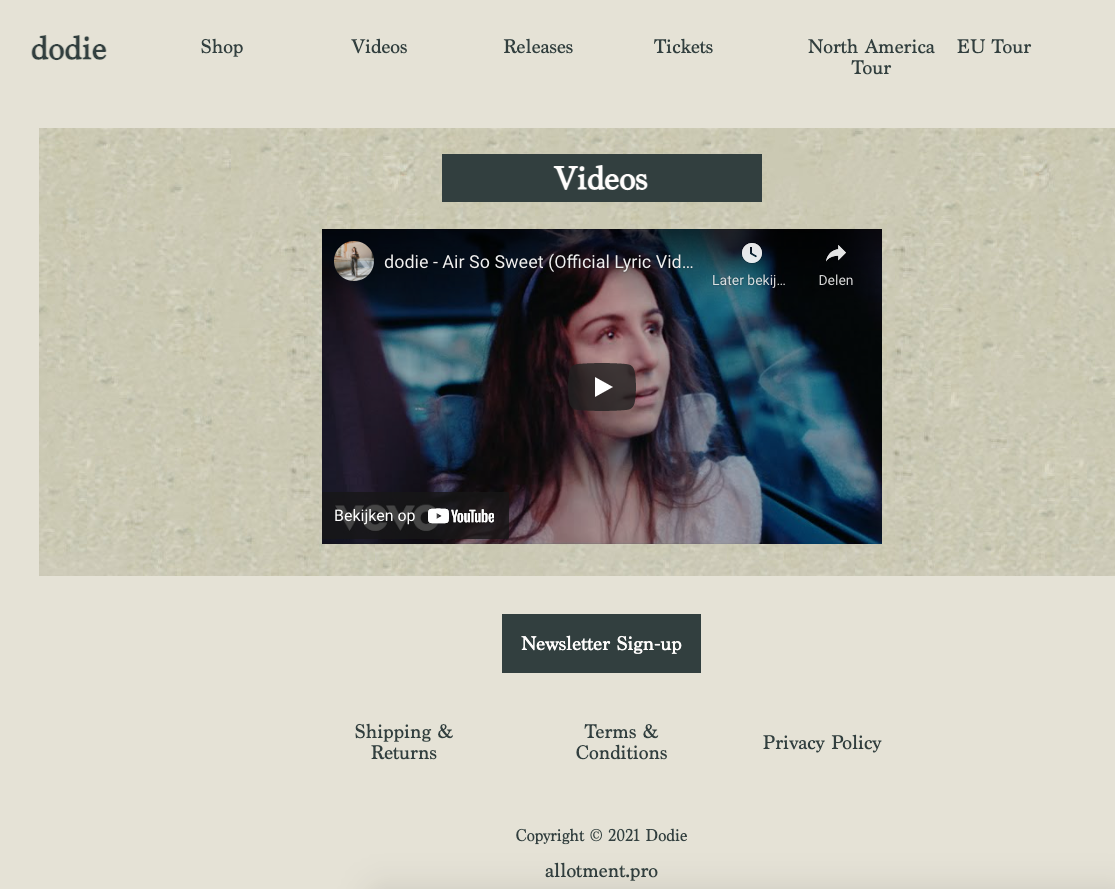 dodie
Shop
Videos
Releases
Tickets
North America
Tour
EU Tour
Videos
dodie - Air So Sweet (Official Lyric Vid...
Later bekij...
Delen
Bekijken op YouTube
vevo
Newsletter Sign-up
Shipping &
Returns
Terms &
Conditions
Privacy Policy
Copyright © 2021 Dodie
allotment.pro